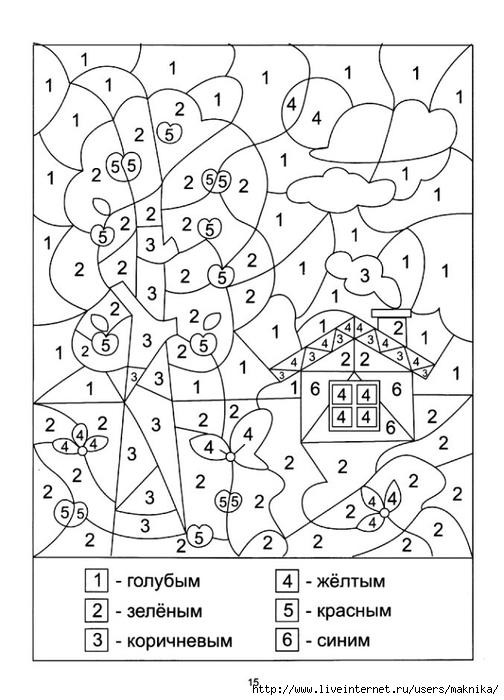 1 - голубым
4 - жёлтым
2 - зелёным
5 - красным
3 - коричневым
6 - синим
15
http://www.liveinternet.ru/users/maknika/